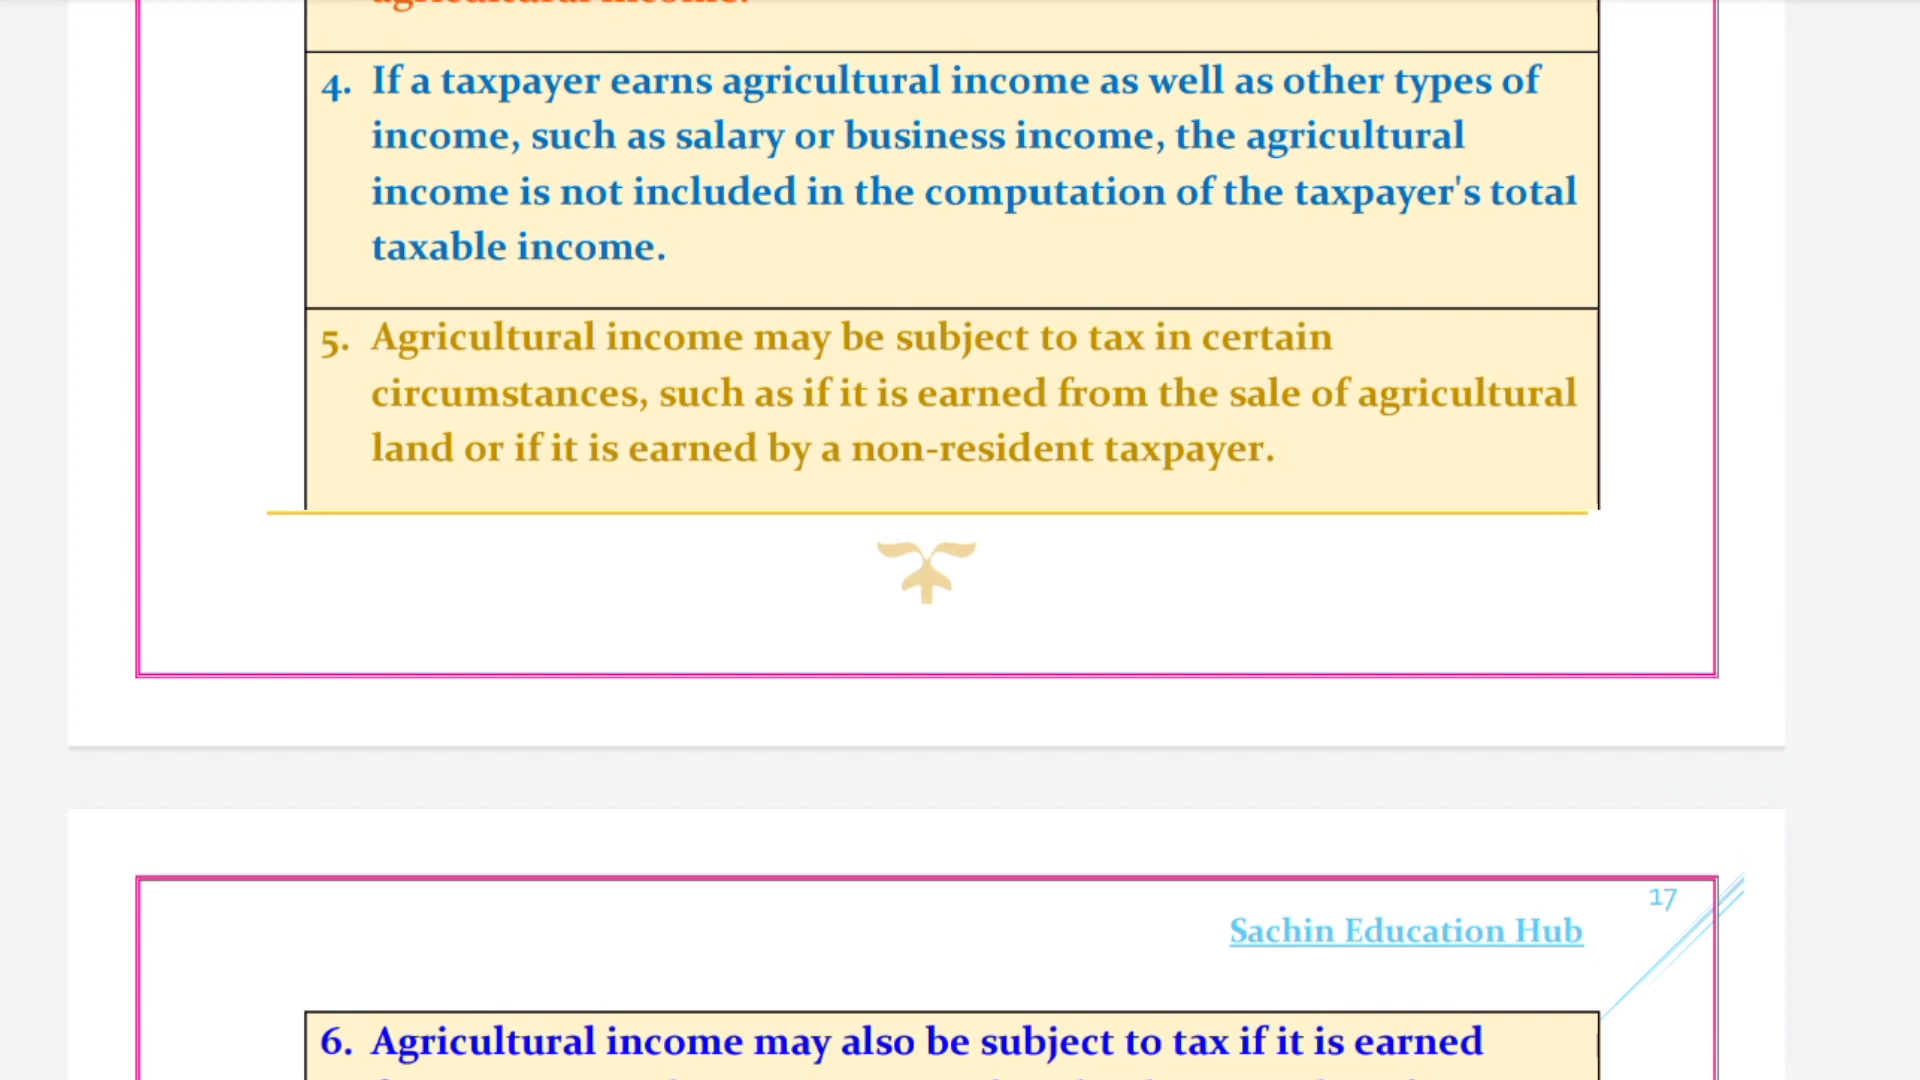 agricultural income.
4. If a taxpayer earns agricultural income as well as other types of
income, such as salary or business income, the agricultural
income is not included in the computation of the taxpayer's total
taxable income.
5. Agricultural income may be subject to tax in certain
circumstances, such as if it is earned from the sale of agricultural
land or if it is earned by a non-resident taxpayer.
17
Sachin Education Hub
6. Agricultural income may also be subject to tax if it is earned